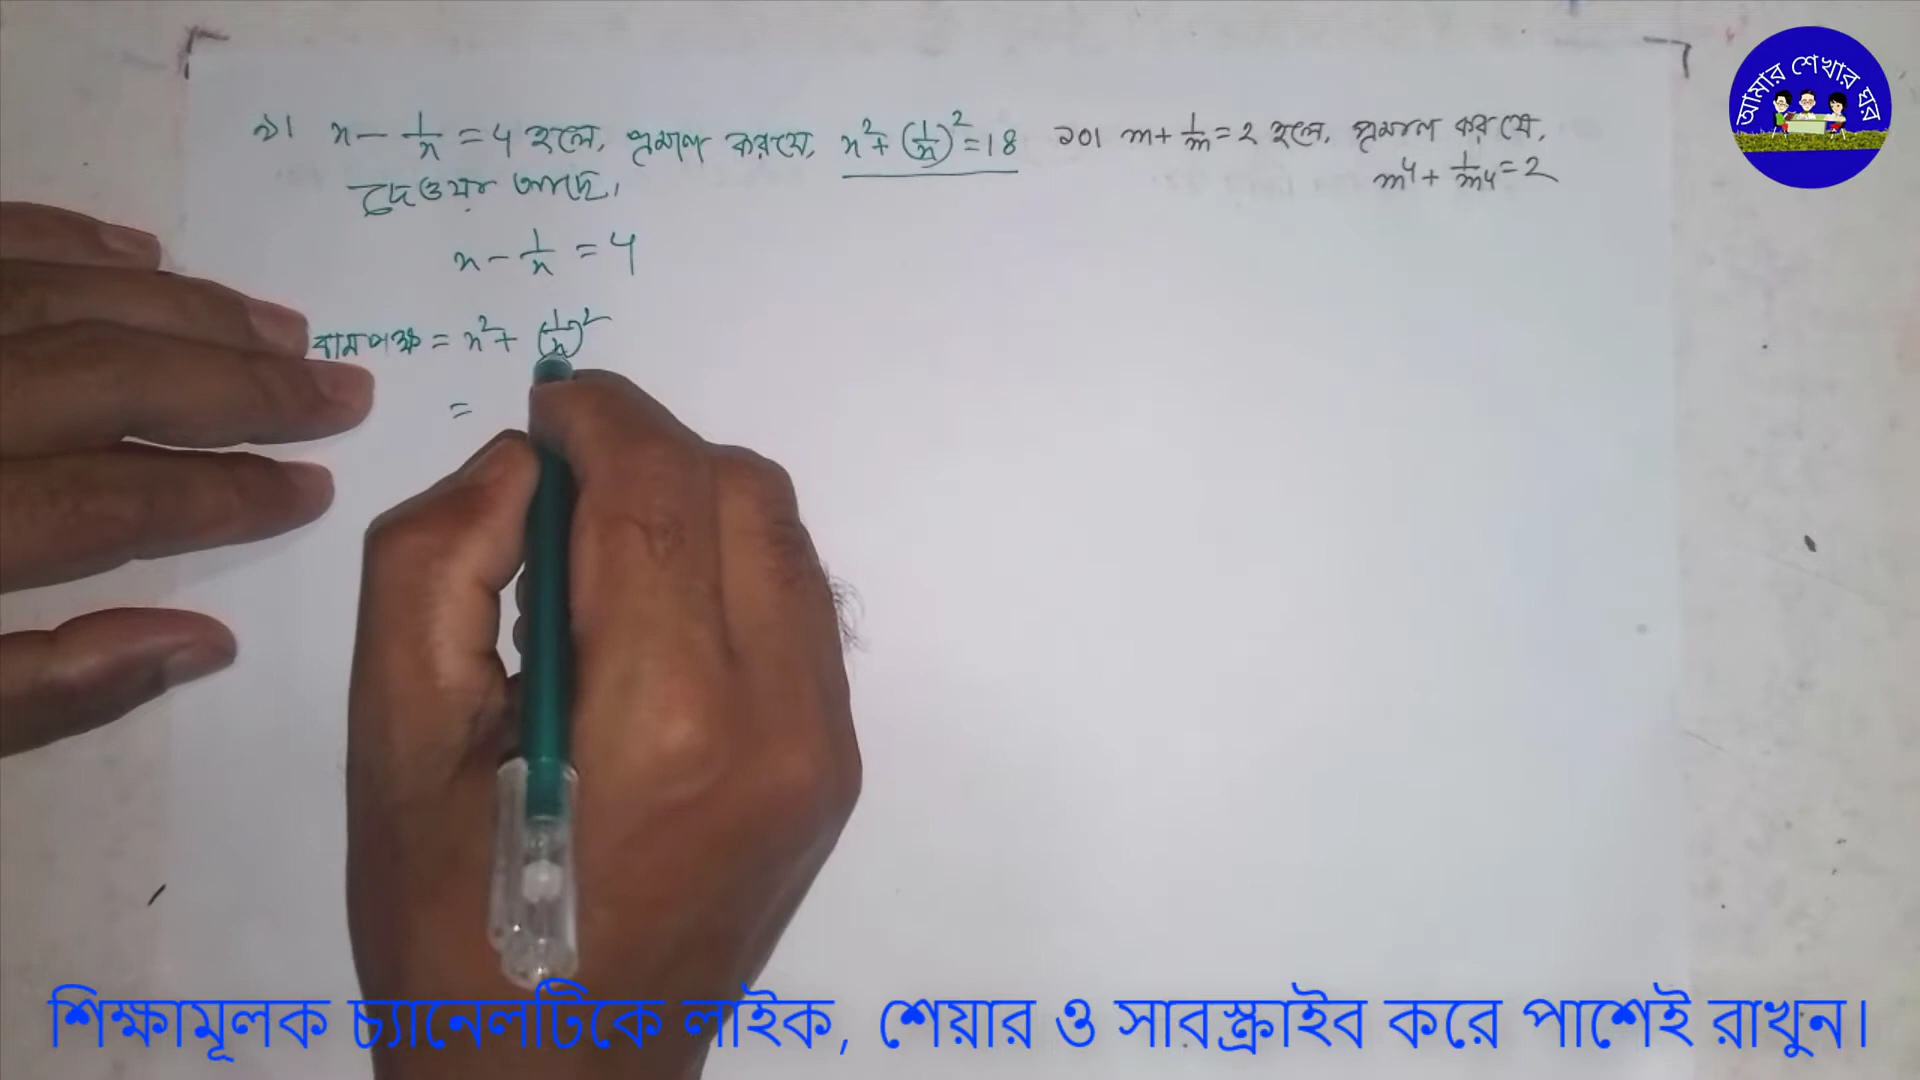 ৯। x - 1/x = 4 হলে, প্রমাণ কর যে, x² + (1/x)² = 18
দেওয়া আছে,
x - 1/x = 4
বামপক্ষ = x² + (1/x)²
=
১০। m + 1/m = 2 হলে, প্রমাণ কর যে,
m⁴ + 1/m⁴ = 2
আমার শেখার ঘর
শিক্ষামূলক চ্যানেলটিকে লাইক, শেয়ার ও সাবস্ক্রাইব করে পাশেই রাখুন।